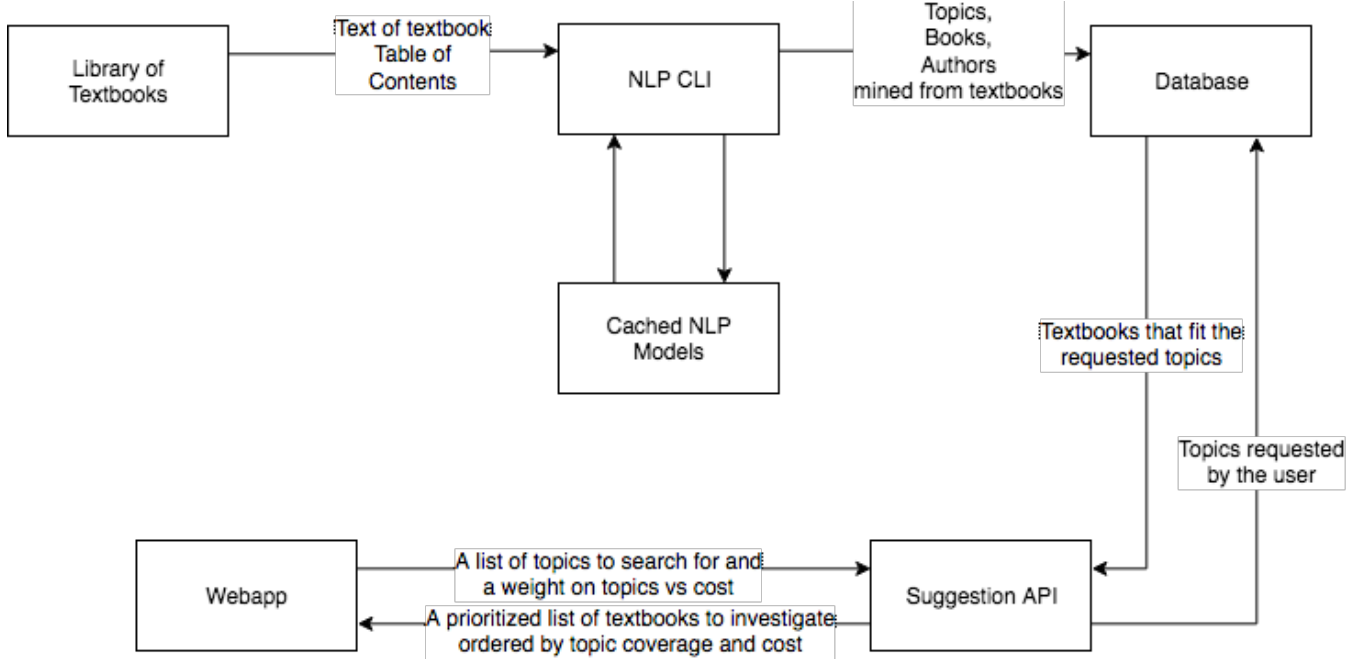 Library of
Textbooks
Text of textbook
Table of
Contents
NLP CLI
Topics,
Books,
Authors
mined from textbooks
Database
Cached NLP
Models
Textbooks that fit the
requested topics
Topics requested
by the user
Webapp
A list of topics to search for and
a weight on topics vs cost
A prioritized list of textbooks to investigate
ordered by topic coverage and cost
Suggestion API